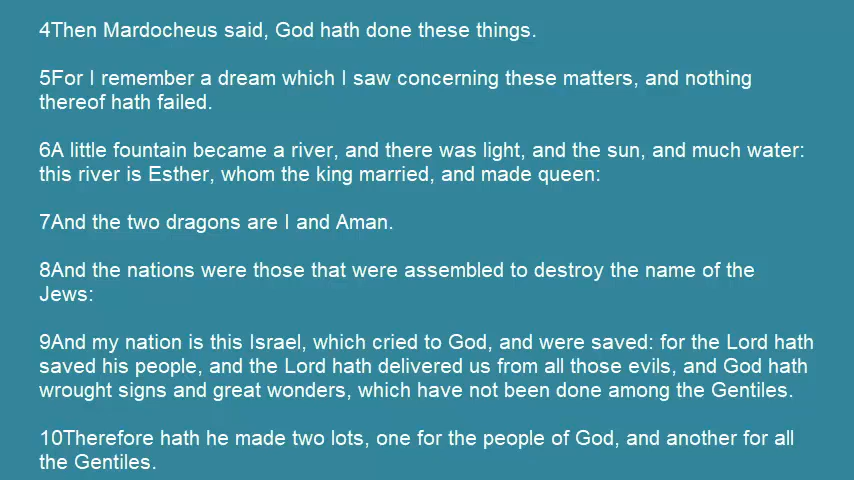 4Then Mardocheus said, God hath done these things.
5For I remember a dream which I saw concerning these matters, and nothing
thereof hath failed.
6A little fountain became a river, and there was light, and the sun, and much water:
this river is Esther, whom the king married, and made queen:
7And the two dragons are I and Aman.
8And the nations were those that were assembled to destroy the name of the
Jews:
9And my nation is this Israel, which cried to God, and were saved: for the Lord hath
saved his people, and the Lord hath delivered us from all those evils, and God hath
wrought signs and great wonders, which have not been done among the Gentiles.
10Therefore hath he made two lots, one for the people of God, and another for all
the Gentiles.